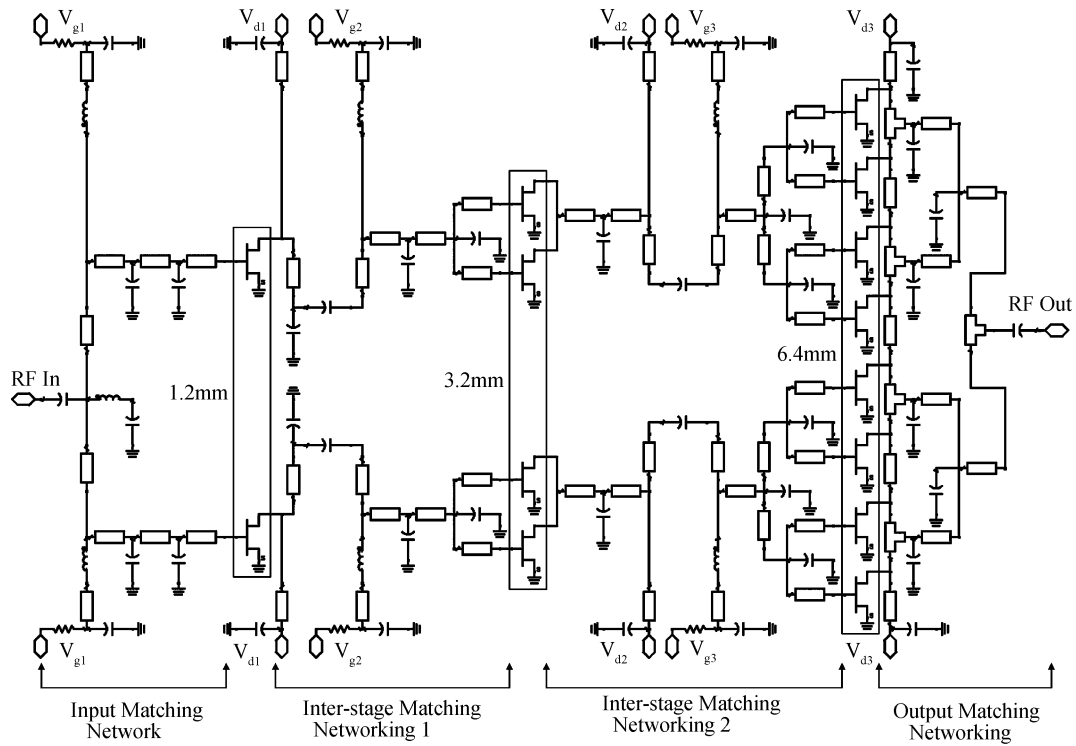 Vg1
Vd1
Vg2
Vd2
Vg3
Vd3
RF In
1.2mm
3.2mm
6.4mm
RF Out
Vg1
Vd1
Vg2
Vd2
Vg3
Vd3
Input Matching
Network
Inter-stage Matching
Networking 1
Inter-stage Matching
Networking 2
Output Matching
Networking